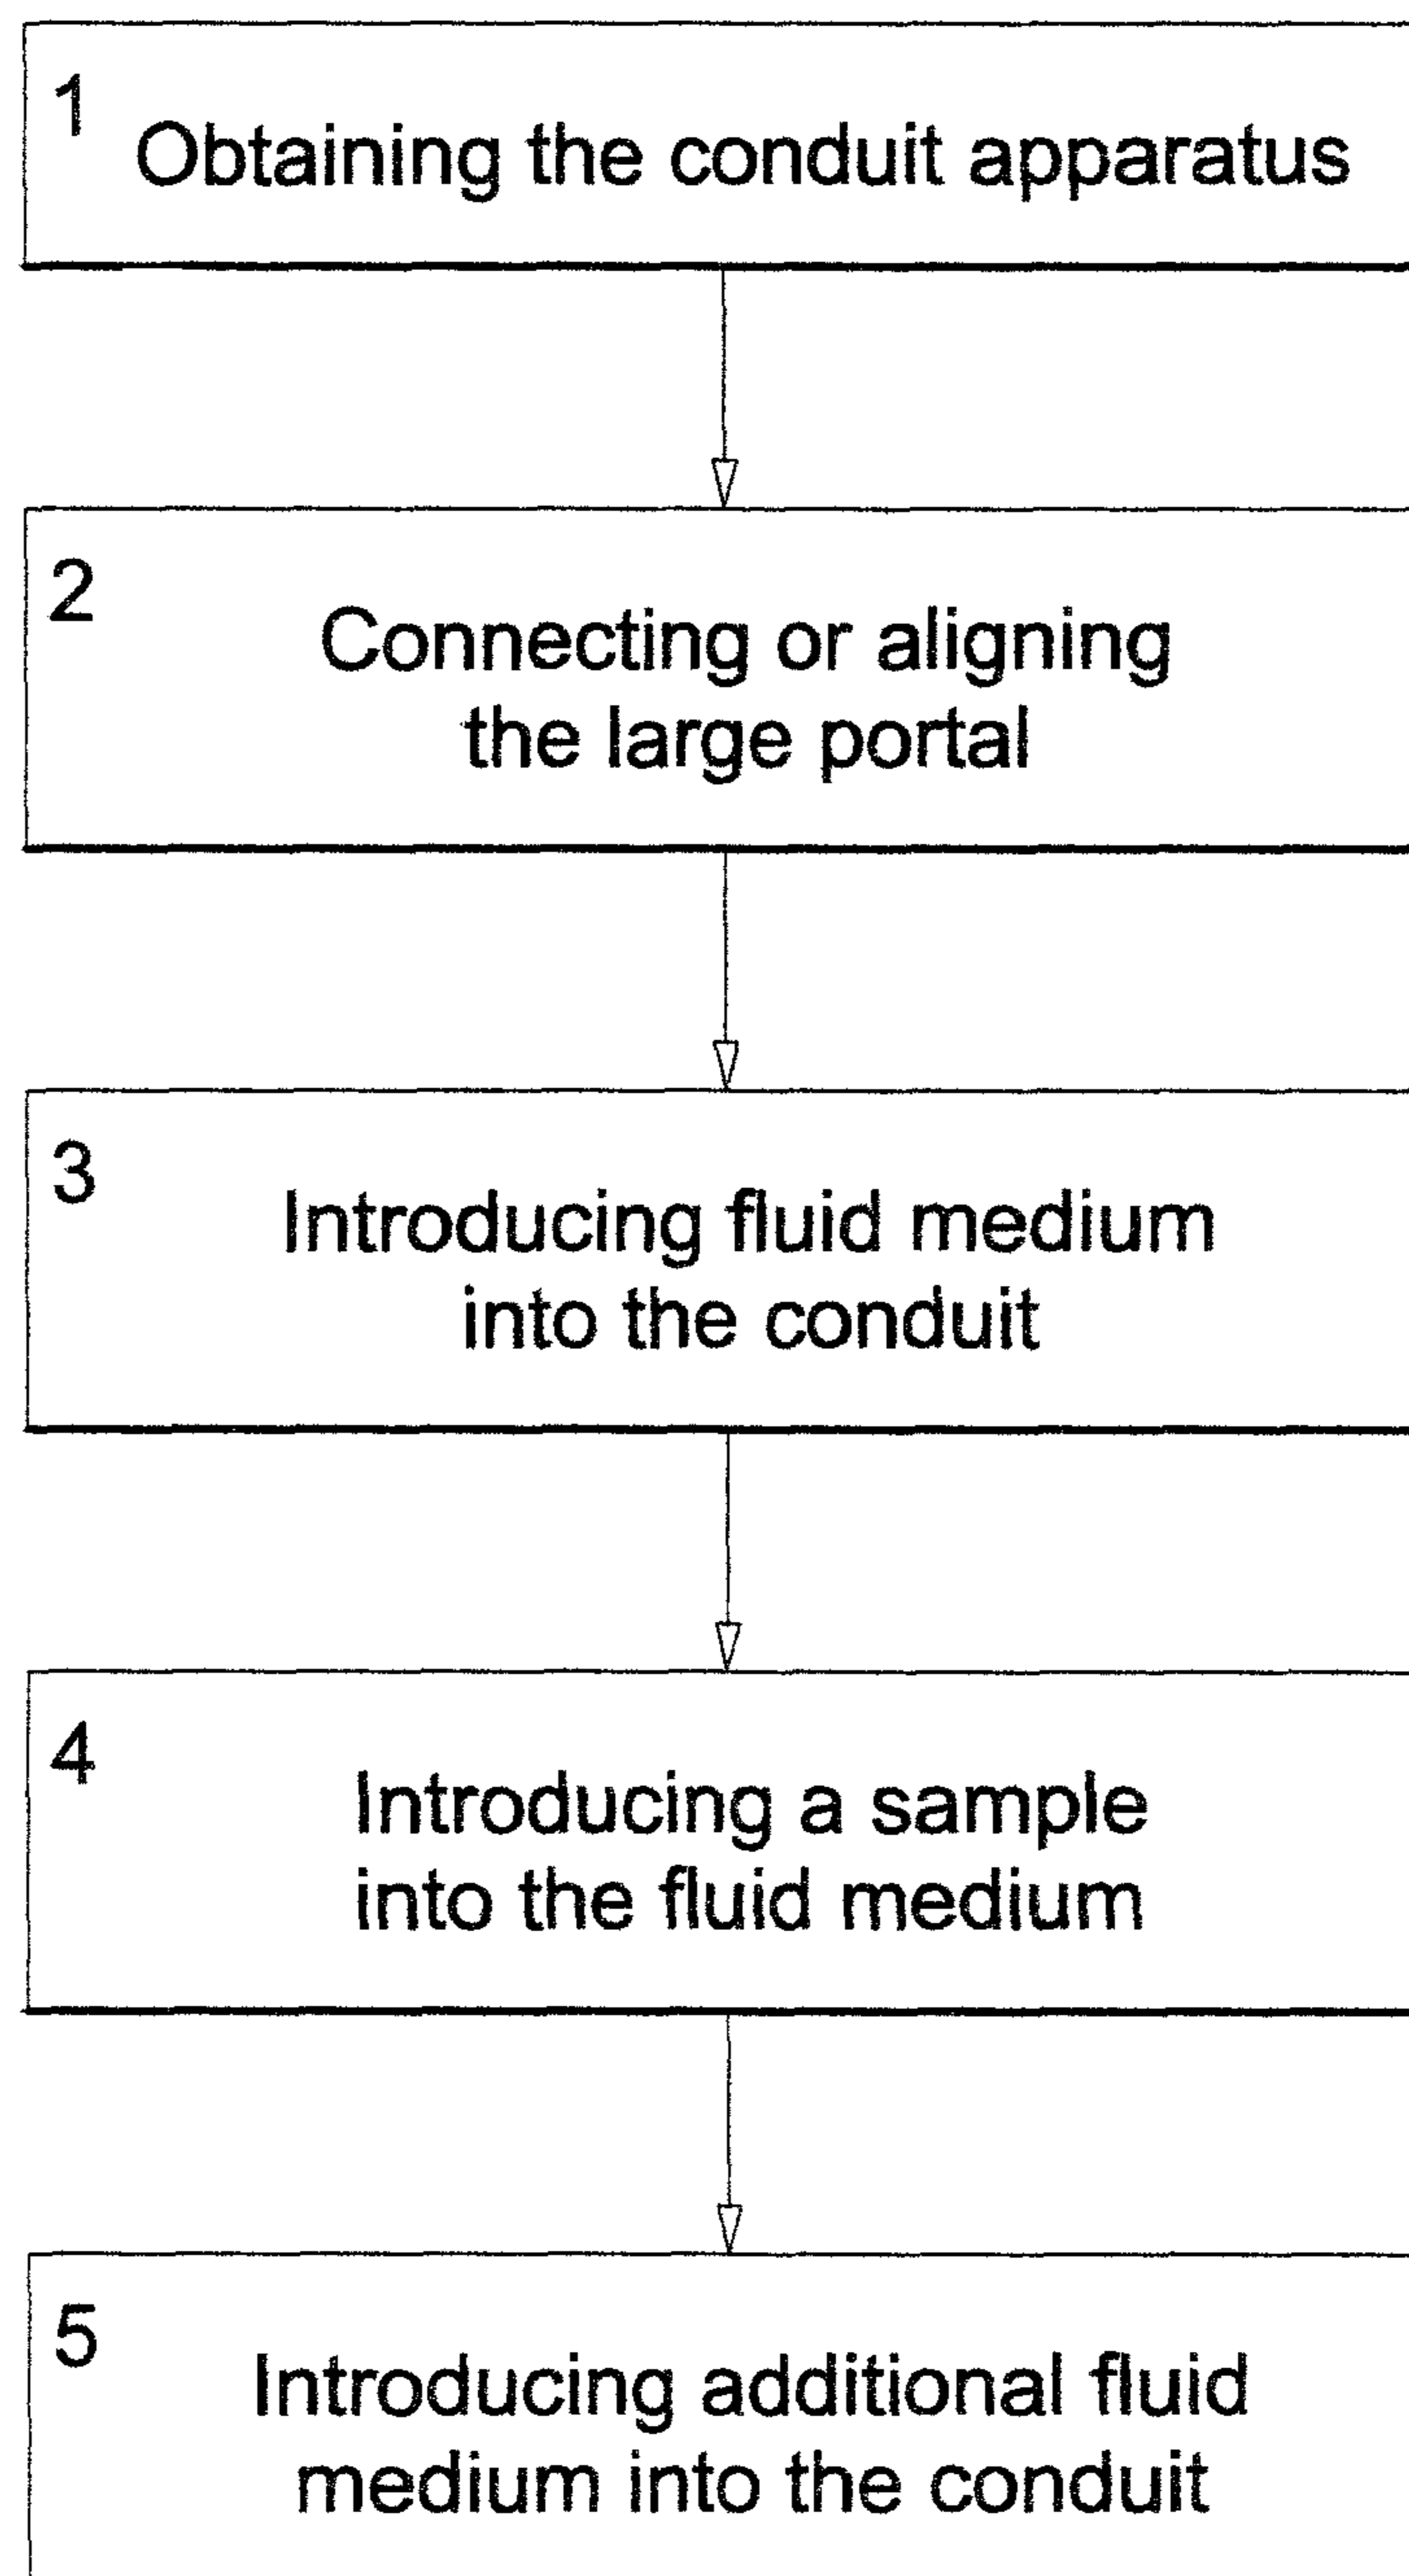 1
Obtaining the conduit apparatus
2
Connecting or aligning
the large portal
3
Introducing fluid medium
into the conduit
4
Introducing a sample
into the fluid medium
5
Introducing additional fluid
medium into the conduit